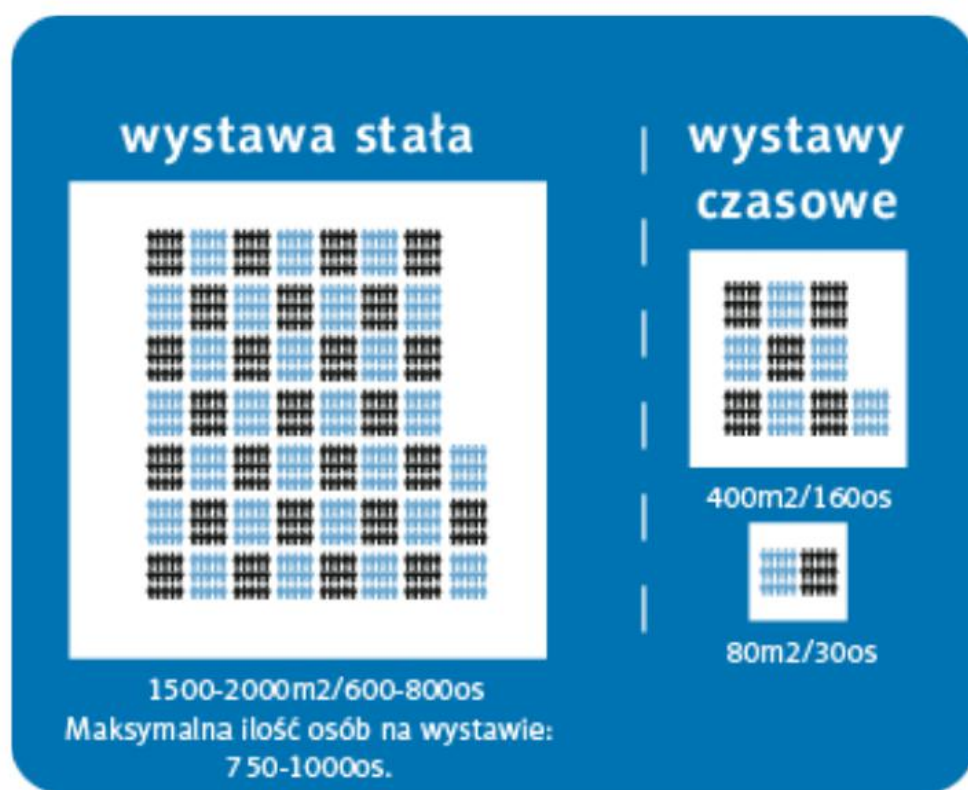 wystawa stała
1500-2000m2/600-800os
Maksymalna ilość osób na wystawie:
750-1000os.
wystawy
czasowe
400m2/160os
80m2/30os